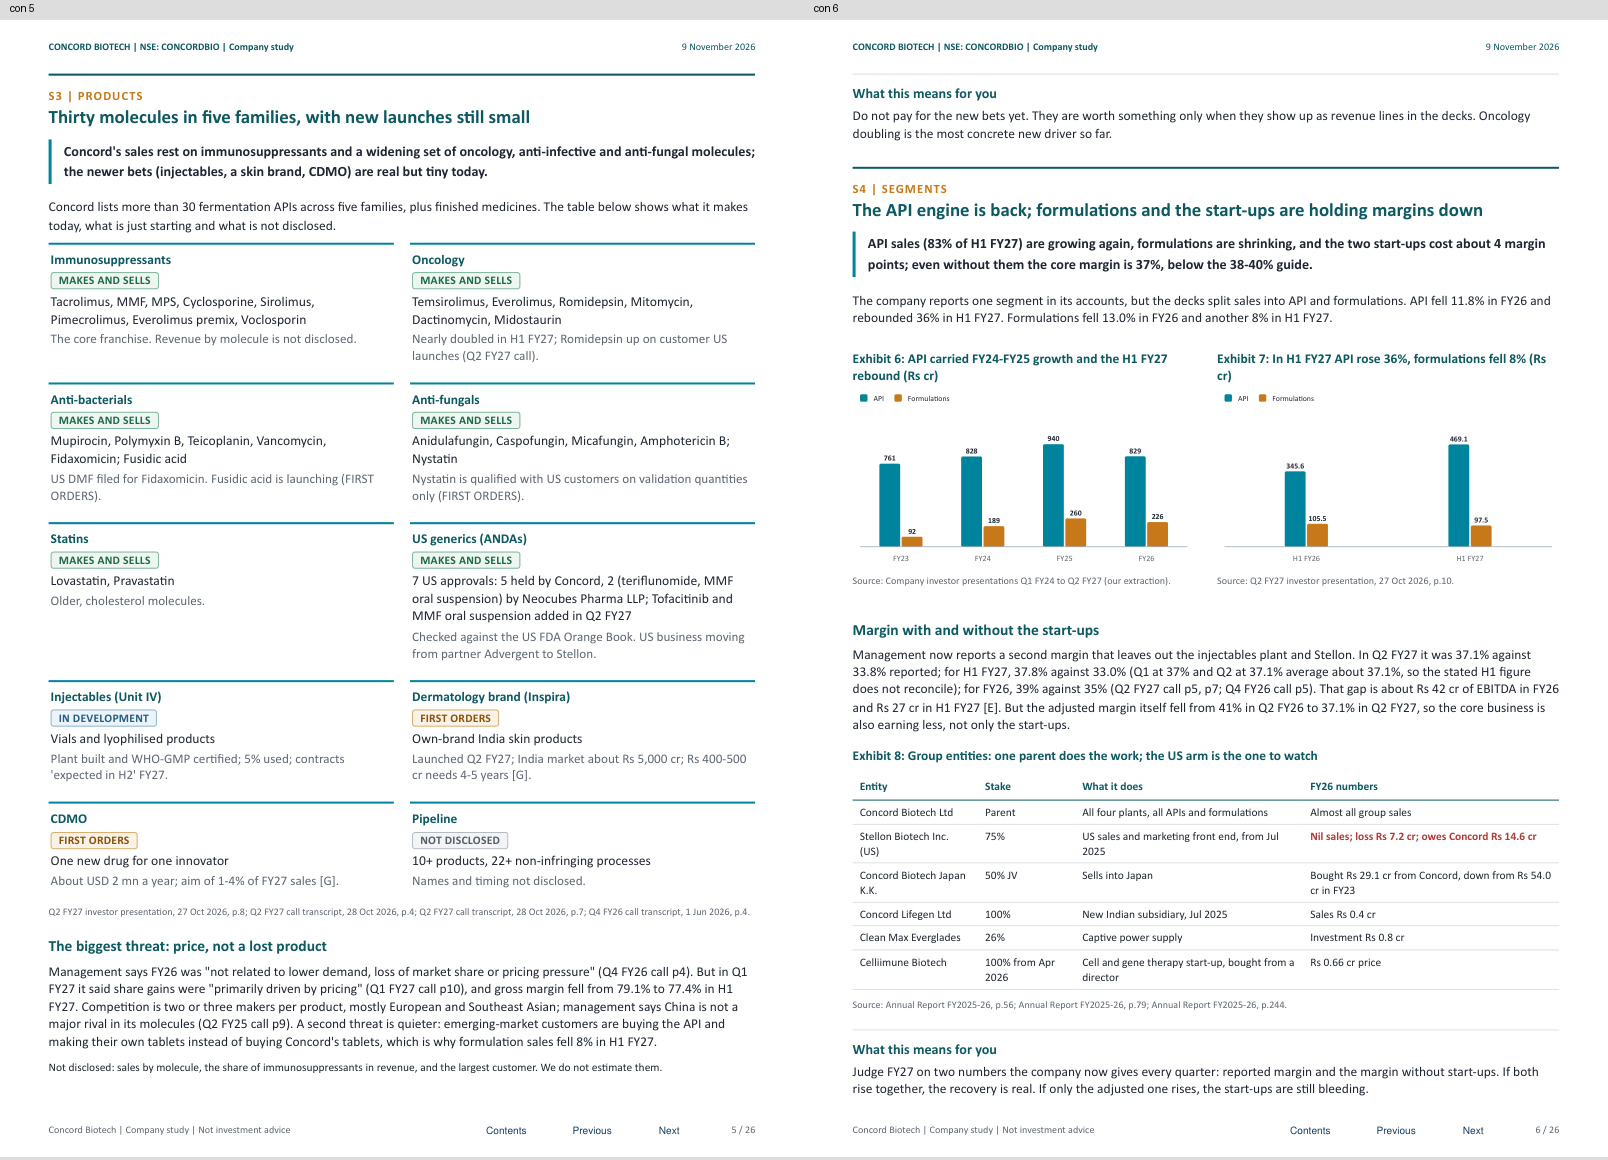 con 5
CONCORD BIOTECH | NSE: CONCORDBIO | Company study
9 November 2026
S3 | PRODUCTS
Thirty molecules in five families, with new launches still small
Concord's sales rest on immunosuppressants and a widening set of oncology, anti-infective and anti-fungal molecules;
the newer bets (injectables, a skin brand, CDMO) are real but tiny today.
Concord lists more than 30 fermentation APIs across five families, plus finished medicines. The table below shows what it makes
today, what is just starting and what is not disclosed.
Immunosuppressants
MAKES AND SELLS
Tacrolimus, MMF, MPS, Cyclosporine, Sirolimus,
Pimecrolimus, Everolimus premix, Voclosporin
The core franchise. Revenue by molecule is not disclosed.
Oncology
MAKES AND SELLS
Temsirolimus, Everolimus, Romidepsin, Mitomycin,
Dactinomycin, Midostaurin
Nearly doubled in H1 FY27; Romidepsin up on customer US
launches (Q2 FY27 call).
Anti-bacterials
MAKES AND SELLS
Mupirocin, Polymyxin B, Teicoplanin, Vancomycin,
Fidaxomicin; Fusidic acid
US DMF filed for Fidaxomicin. Fusidic acid is launching (FIRST
ORDERS).
Anti-fungals
MAKES AND SELLS
Anidulafungin, Caspofungin, Micafungin, Amphotericin B;
Nystatin
Nystatin is qualified with US customers on validation quantities
only (FIRST ORDERS).
Statins
MAKES AND SELLS
Lovastatin, Pravastatin
Older, cholesterol molecules.
US generics (ANDAs)
MAKES AND SELLS
7 US approvals: 5 held by Concord, 2 (teriflunomide, MMF
oral suspension) by Neocubes Pharma LLP; Tofacitinib and
MMF oral suspension added in Q2 FY27
Checked against the US FDA Orange Book. US business moving
from partner Advergent to Stellon.
Injectables (Unit IV)
IN DEVELOPMENT
Vials and lyophilised products
Plant built and WHO-GMP certified; 5% used; contracts
'expected in H2' FY27.
Dermatology brand (Inspira)
FIRST ORDERS
Own-brand India skin products
Launched Q2 FY27; India market about Rs 5,000 cr; Rs 400-500
cr needs 4-5 years [G].
CDMO
FIRST ORDERS
One new drug for one innovator
About USD 2 mn a year; aim of 1-4% of FY27 sales [G].
Pipeline
NOT DISCLOSED
10+ products, 22+ non-infringing processes
Names and timing not disclosed.
Q2 FY27 investor presentation, 27 Oct 2026, p.8; Q2 FY27 call transcript, 28 Oct 2026, p.4; Q2 FY27 call transcript, 28 Oct 2026, p.7; Q4 FY26 call transcript, 1 Jun 2026, p.4.
The biggest threat: price, not a lost product
Management says FY26 was "not related to lower demand, loss of market share or pricing pressure" (Q4 FY26 call p4). But in Q1
FY27 it said share gains were "primarily driven by pricing" (Q1 FY27 call p10), and gross margin fell from 79.1% to 77.4% in H1
FY27. Competition is two or three makers per product, mostly European and Southeast Asian; management says China is not a
major rival in its molecules (Q2 FY25 call p9). A second threat is quieter: emerging-market customers are buying the API and
making their own tablets instead of buying Concord's tablets, which is why formulation sales fell 8% in H1 FY27.
Not disclosed: sales by molecule, the share of immunosuppressants in revenue, and the largest customer. We do not estimate them.
Concord Biotech | Company study | Not investment advice
Contents
Previous
Next
5 / 26
con 6
CONCORD BIOTECH | NSE: CONCORDBIO | Company study
9 November 2026
What this means for you
Do not pay for the new bets yet. They are worth something only when they show up as revenue lines in the decks. Oncology
doubling is the most concrete new driver so far.
S4 | SEGMENTS
The API engine is back; formulations and the start-ups are holding margins down
API sales (83% of H1 FY27) are growing again, formulations are shrinking, and the two start-ups cost about 4 margin
points; even without them the core margin is 37%, below the 38-40% guide.
The company reports one segment in its accounts, but the decks split sales into API and formulations. API fell 11.8% in FY26 and
rebounded 36% in H1 FY27. Formulations fell 13.0% in FY26 and another 8% in H1 FY27.
Exhibit 6: API carried FY24-FY25 growth and the H1 FY27
rebound (Rs cr)
API
Formulations
761
92
828
189
940
260
829
226
FY23
FY24
FY25
FY26
Source: Company investor presentations Q1 FY24 to Q2 FY27 (our extraction).
Exhibit 7: In H1 FY27 API rose 36%, formulations fell 8% (Rs
cr)
API
Formulations
345.6
105.5
469.1
97.5
H1 FY26
H1 FY27
Source: Q2 FY27 investor presentation, 27 Oct 2026, p.10.
Margin with and without the start-ups
Management now reports a second margin that leaves out the injectables plant and Stellon. In Q2 FY27 it was 37.1% against
33.8% reported; for H1 FY27, 37.8% against 33.0% (Q1 at 37% and Q2 at 37.1% average about 37.1%, so the stated H1 figure
does not reconcile); for FY26, 39% against 35% (Q2 FY27 call p5, p7; Q4 FY26 call p5). That gap is about Rs 42 cr of EBITDA in FY26
and Rs 27 cr in H1 FY27 [E]. But the adjusted margin itself fell from 41% in Q2 FY26 to 37.1% in Q2 FY27, so the core business is
also earning less, not only the start-ups.
Exhibit 8: Group entities: one parent does the work; the US arm is the one to watch
Entity
Stake
What it does
FY26 numbers
Concord Biotech Ltd
Parent
All four plants, all APIs and formulations
Almost all group sales
Stellon Biotech Inc.
(US)
75%
US sales and marketing front end, from Jul
2025
Nil sales; loss Rs 7.2 cr; owes Concord Rs 14.6 cr
Concord Biotech Japan
K.K.
50% JV
Sells into Japan
Bought Rs 29.1 cr from Concord, down from Rs 54.0
cr in FY23
Concord Lifegen Ltd
100%
New Indian subsidiary, Jul 2025
Sales Rs 0.4 cr
Clean Max Everglades
26%
Captive power supply
Investment Rs 0.8 cr
Celliimune Biotech
100% from Apr
2026
Cell and gene therapy start-up, bought from a
director
Rs 0.66 cr price
Source: Annual Report FY2025-26, p.56; Annual Report FY2025-26, p.79; Annual Report FY2025-26, p.244.
What this means for you
Judge FY27 on two numbers the company now gives every quarter: reported margin and the margin without start-ups. If both
rise together, the recovery is real. If only the adjusted one rises, the start-ups are still bleeding.
Concord Biotech | Company study | Not investment advice
Contents
Previous
Next
6 / 26